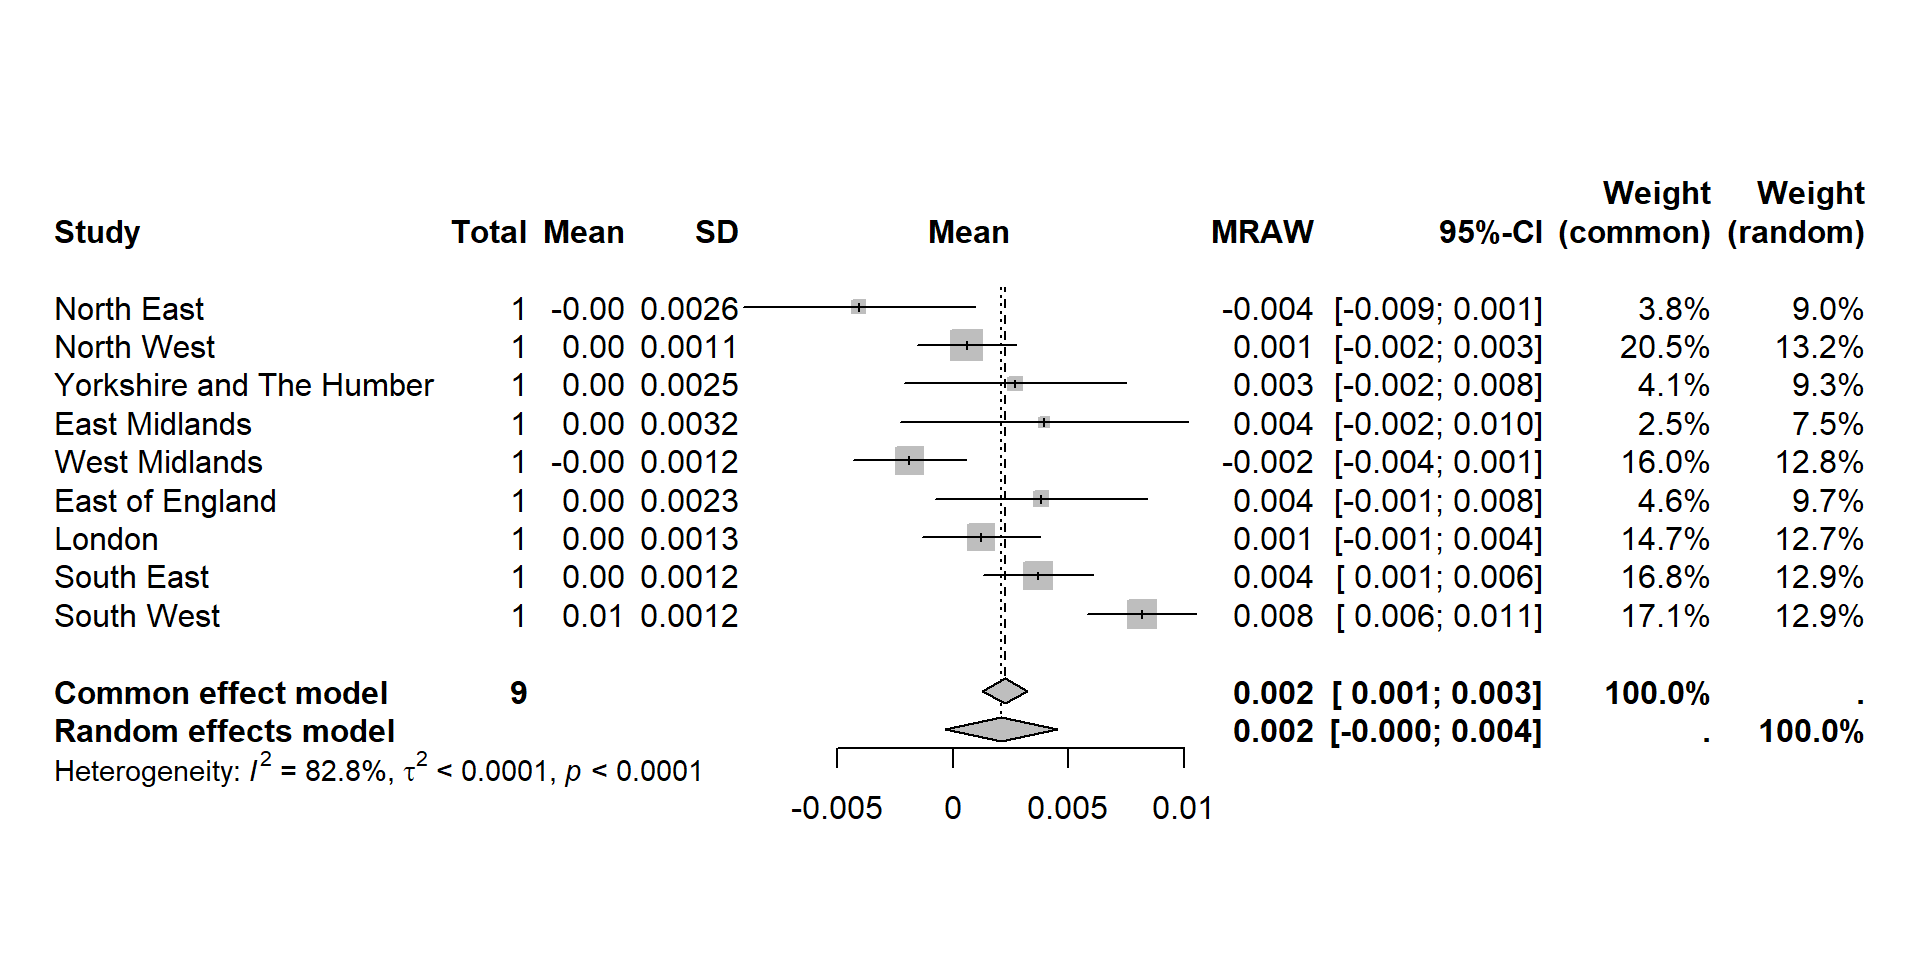 Weight Weight
Study Total Mean SD Mean MRAW 95%-CI (common) (random)
North East 1 -0.00 0.0026 -0.004 [-0.009; 0.001] 3.8% 9.0%
North West 1 0.00 0.0011 0.001 [-0.002; 0.003] 20.5% 13.2%
Yorkshire and The Humber 1 0.00 0.0025 0.003 [-0.002; 0.008] 4.1% 9.3%
East Midlands 1 0.00 0.0032 0.004 [-0.002; 0.010] 2.5% 7.5%
West Midlands 1 -0.00 0.0012 -0.002 [-0.004; 0.001] 16.0% 12.8%
East of England 1 0.00 0.0023 0.004 [-0.001; 0.008] 4.6% 9.7%
London 1 0.00 0.0013 0.001 [-0.001; 0.004] 14.7% 12.7%
South East 1 0.00 0.0012 0.004 [ 0.001; 0.006] 16.8% 12.9%
South West 1 0.01 0.0012 0.008 [ 0.006; 0.011] 17.1% 12.9%
Common effect model 9 0.002 [ 0.001; 0.003] 100.0% .
Random effects model 0.002 [-0.000; 0.004] . 100.0%
Heterogeneity: I² = 82.8%, τ² < 0.0001, p < 0.0001
-0.005 0 0.005 0.01